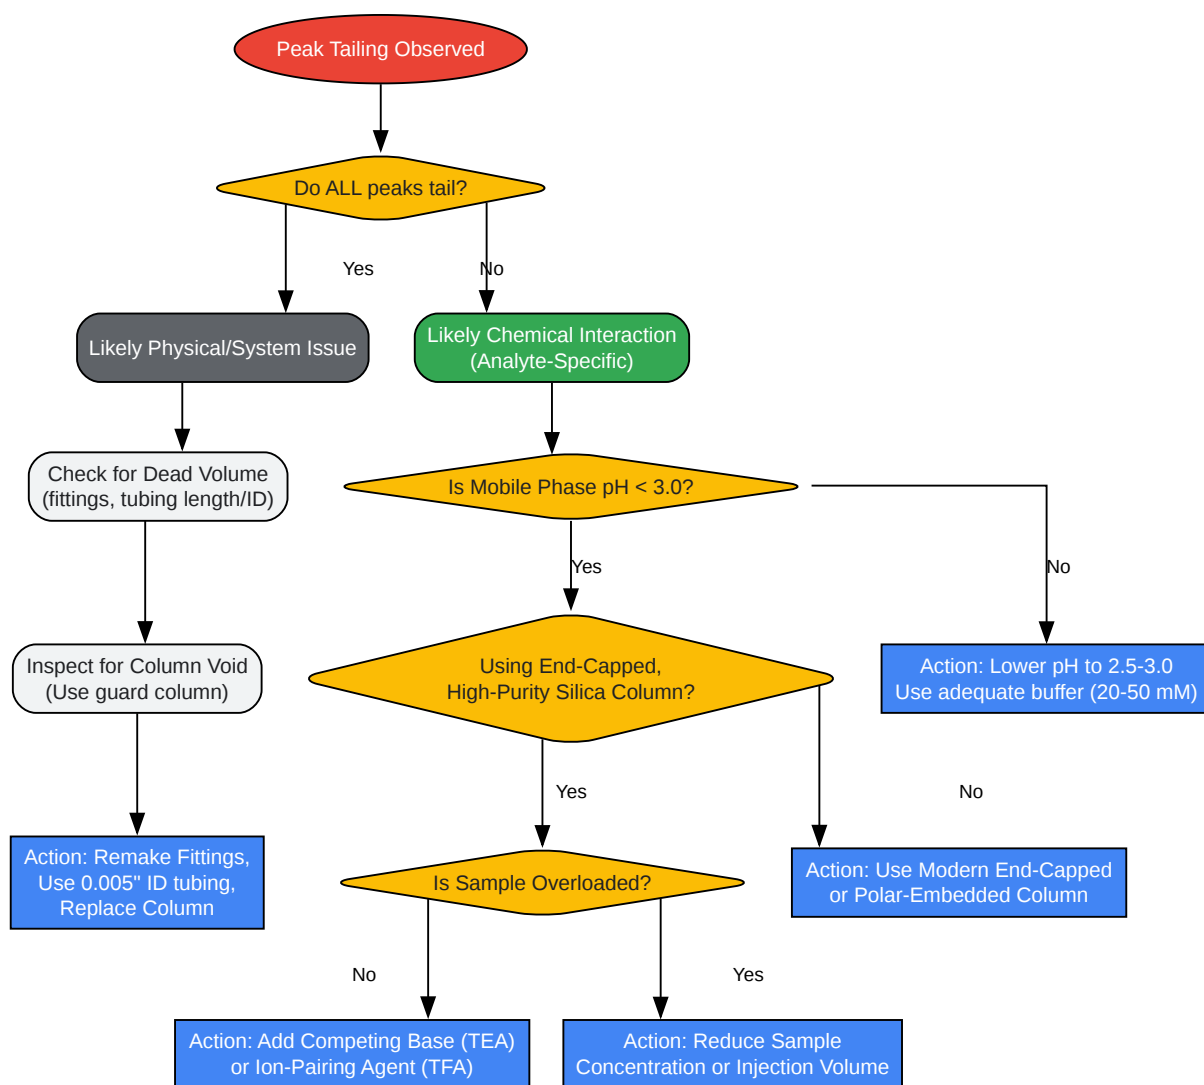 Peak Tailing Observed
Do ALL peaks tail?
Yes
No
Likely Physical/System Issue
Likely Chemical Interaction
(Analyte-Specific)
Check for Dead Volume
(fittings, tubing length/ID)
Is Mobile Phase pH < 3.0?
Yes
No
Inspect for Column Void
(Use guard column)
Using End-Capped,
High-Purity Silica Column?
Action: Lower pH to 2.5-3.0
Use adequate buffer (20-50 mM)
Yes
No
Action: Remake Fittings,
Use 0.005" ID tubing,
Replace Column
Is Sample Overloaded?
Action: Use Modern End-Capped
or Polar-Embedded Column
No
Yes
Action: Add Competing Base (TEA)
or Ion-Pairing Agent (TFA)
Action: Reduce Sample
Concentration or Injection Volume